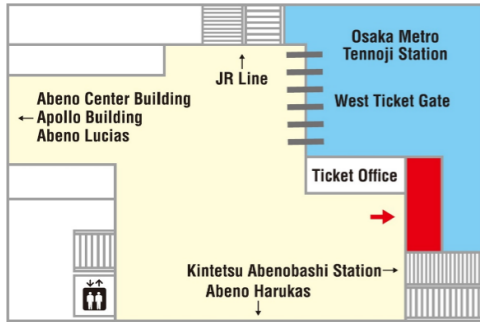 Osaka Metro
Tennoji Station
↑
JR Line
West Ticket Gate
Abeno Center Building
← Apollo Building
Abeno Lucias
Ticket Office
→
Kintetsu Abenobashi Station→
Abeno Harukas
↓
↓↑